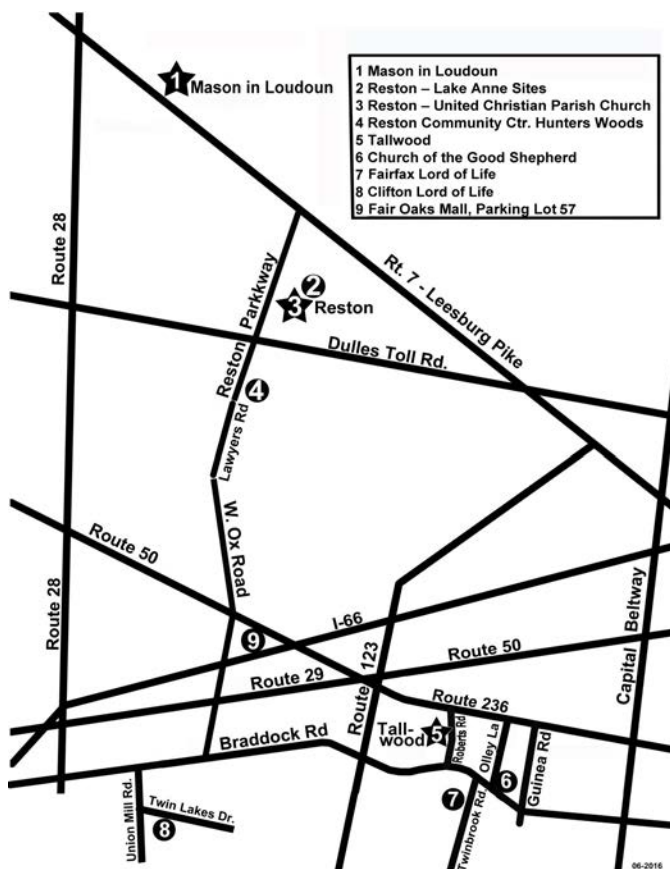 1
Mason in Loudoun
1 Mason in Loudoun
2 Reston – Lake Anne Sites
3 Reston – United Christian Parish Church
4 Reston Community Ctr. Hunters Woods
5 Tallwood
6 Church of the Good Shepherd
7 Fairfax Lord of Life
8 Clifton Lord of Life
9 Fair Oaks Mall, Parking Lot 57
Route 28
Rt. 7 - Leesburg Pike
Reston Parkkway
2
3 Reston
Dulles Toll Rd.
4
Lawyers Rd
W. Ox Road
Route 50
Route 28
I-66
9
Route 123
Route 50
Capital Beltway
Route 29
Route 236
Braddock Rd
Tall-
wood
5
Roberts Rd
Olley La
Guinea Rd
6
7
Twinbrook Rd.
Union Mill Rd.
Twin Lakes Dr.
8
06-2016